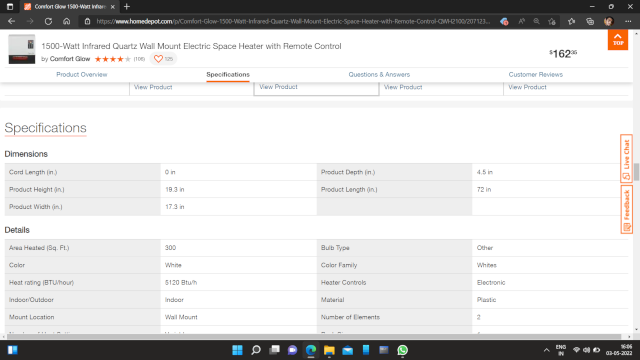 Comfort Glow 1500-Watt Infrare
https://www.homedepot.com/p/Comfort-Glow-1500-Watt-Infrared-Quartz-Wall-Mount-Electric-Space-Heater-with-Remote-Control-QWH2100/207123...
1500-Watt Infrared Quartz Wall Mount Electric Space Heater with Remote Control
by Comfort Glow (106) 125
$162.35
TOP
Product Overview Specifications Questions & Answers Customer Reviews
View Product View Product View Product View Product
Specifications
Dimensions
Cord Length (in.) 0 in Product Depth (in.) 4.5 in
Product Height (in.) 19.3 in Product Length (in.) 72 in
Product Width (in.) 17.3 in
Live Chat
Feedback
Details
Area Heated (Sq. Ft.) 300 Bulb Type Other
Color White Color Family Whites
Heat rating (BTU/hour) 5120 Btu/h Heater Controls Electronic
Indoor/Outdoor Indoor Material Plastic
Mount Location Wall Mount Number of Elements 2
ENG
IN
16:06
03-05-2022